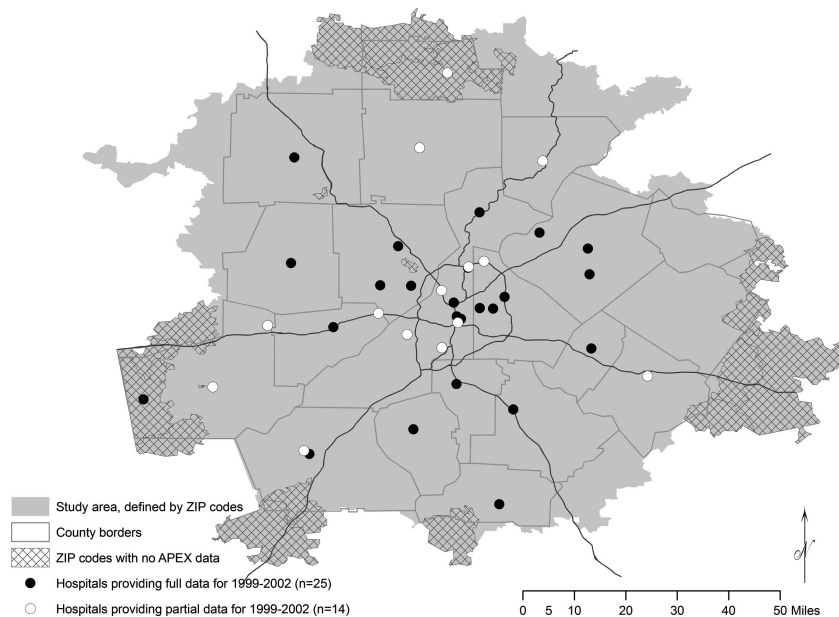 Study area, defined by ZIP codes
County borders
ZIP codes with no APEX data
Hospitals providing full data for 1999-2002 (n=25)
Hospitals providing partial data for 1999-2002 (n=14)
N
0 5 10 20 30 40 50 Miles